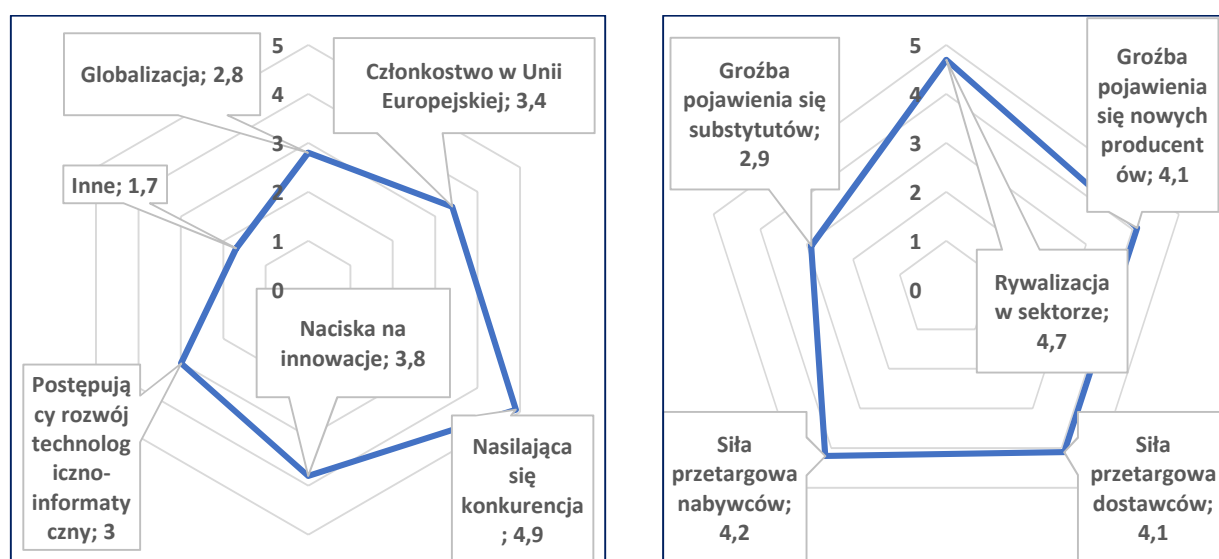 5
4
3
2
1
0
Globalizacja; 2,8
Członkostwo w Unii
Europejskiej; 3,4
Inne; 1,7
Naciska na
innowacje; 3,8
Postępują
cy rozwój
technolog
iczno-
informaty
czny; 3
Nasilająca
się
konkurencja
; 4,9
5
4
3
2
1
0
Groźba
pojawienia się
substytutów;
2,9
Groźba
pojawienia
się nowych
producent
ów; 4,1
Rywalizacja
w sektorze;
4,7
Siła
przetargowa
nabywców;
4,2
Siła
przetargowa
dostawców;
4,1